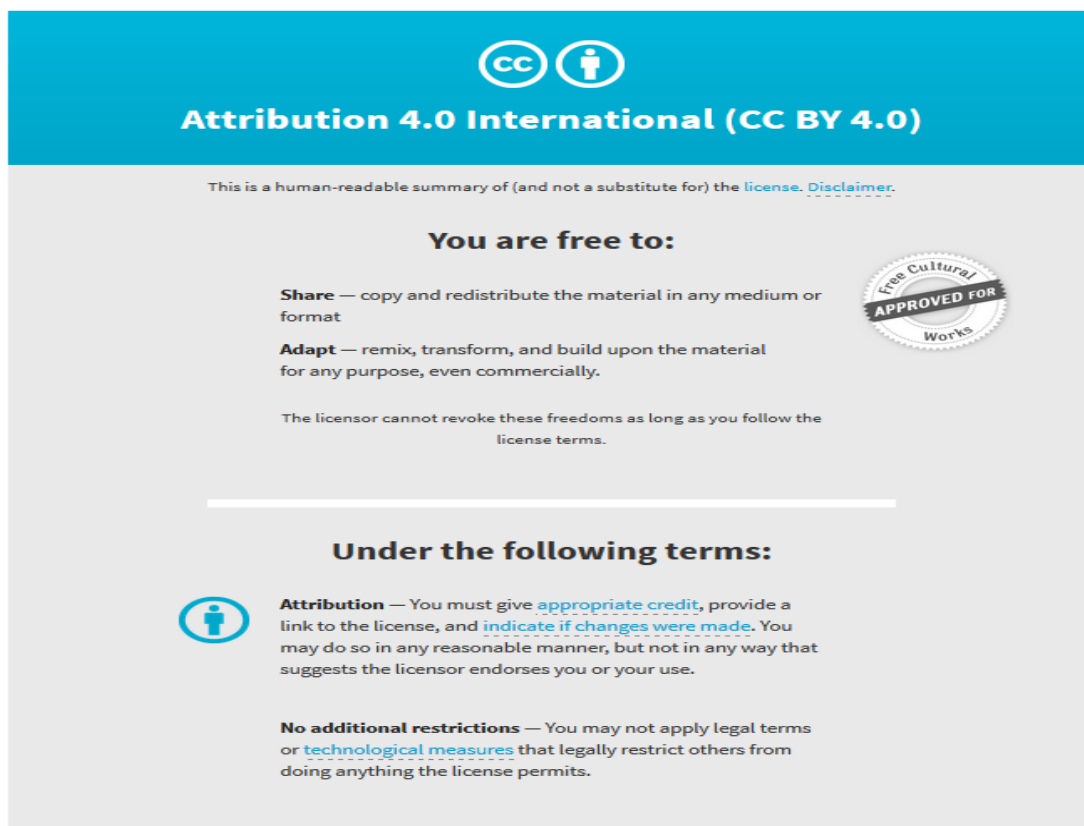 cc
Attribution 4.0 International (CC BY 4.0)
This is a human-readable summary of (and not a substitute for) the license. Disclaimer.
You are free to:
Share — copy and redistribute the material in any medium or
format
Adapt — remix, transform, and build upon the material
for any purpose, even commercially.
Free Cultural
APPROVED FOR
Works
The licensor cannot revoke these freedoms as long as you follow the
license terms.
Under the following terms:
Attribution — You must give appropriate credit, provide a
link to the license, and indicate if changes were made. You
may do so in any reasonable manner, but not in any way that
suggests the licensor endorses you or your use.
No additional restrictions — You may not apply legal terms
or technological measures that legally restrict others from
doing anything the license permits.